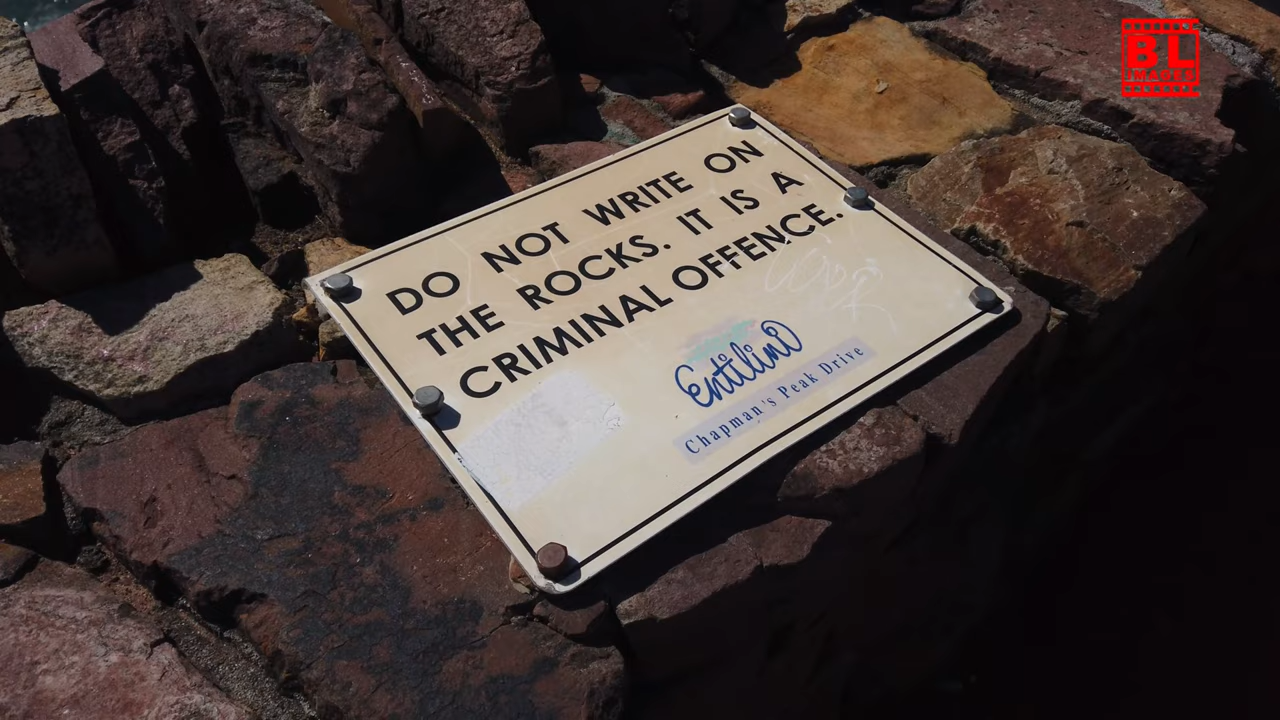 DO NOT WRITE ON
THE ROCKS. IT IS A
CRIMINAL OFFENCE.
Entilini
Chapman's Peak Drive
BL
IMAGES